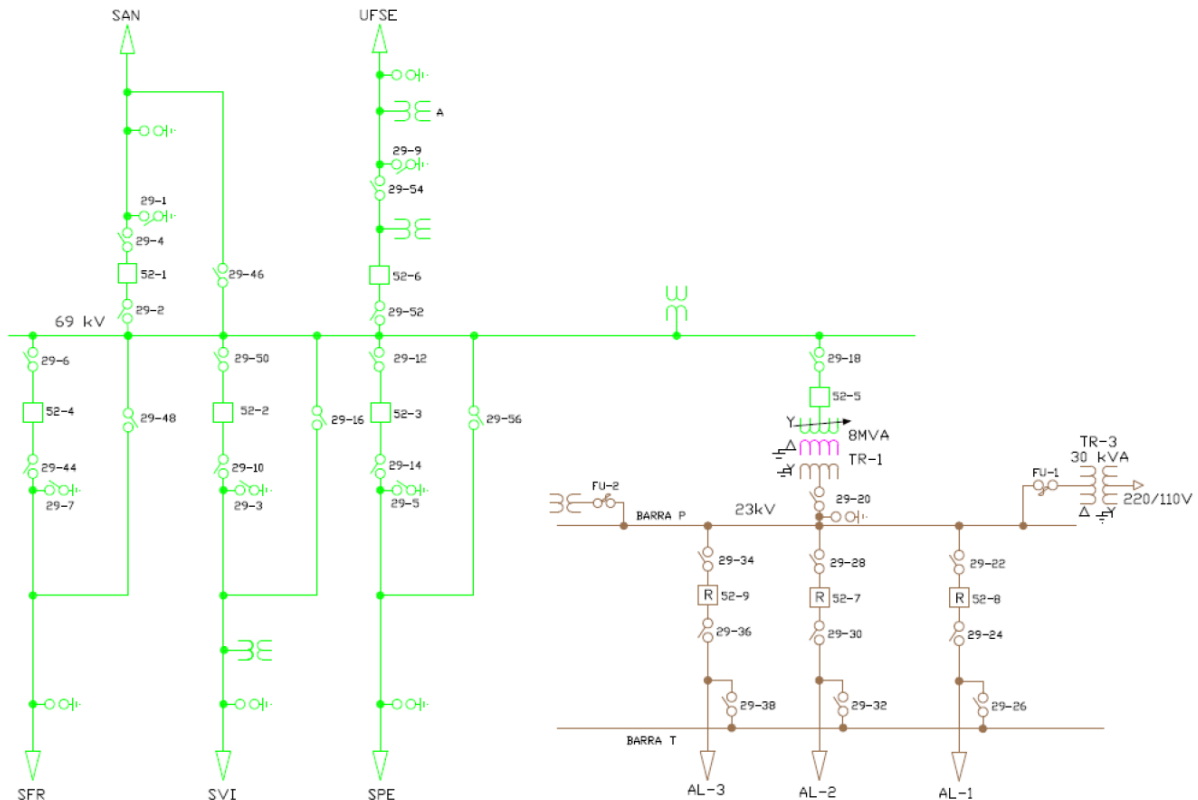 SAN
UFSE
A
29-9
29-54
29-1
29-4
52-1
29-46
52-6
29-2
29-52
69 kV
29-6
29-50
29-12
29-18
52-4
29-48
52-2
29-16
52-3
29-56
52-5
Y
8MVA
Δ
TR-1
TR-3
30 kVA
29-44
29-10
29-14
Y
FU-2
29-20
FU-1
220/110V
29-7
29-3
29-5
Δ
Y
BARRA P
23kV
29-34
29-28
29-22
R
52-9
R
52-7
R
52-8
29-36
29-30
29-24
29-38
29-32
29-26
BARRA T
SFR
SVI
SPE
AL-3
AL-2
AL-1